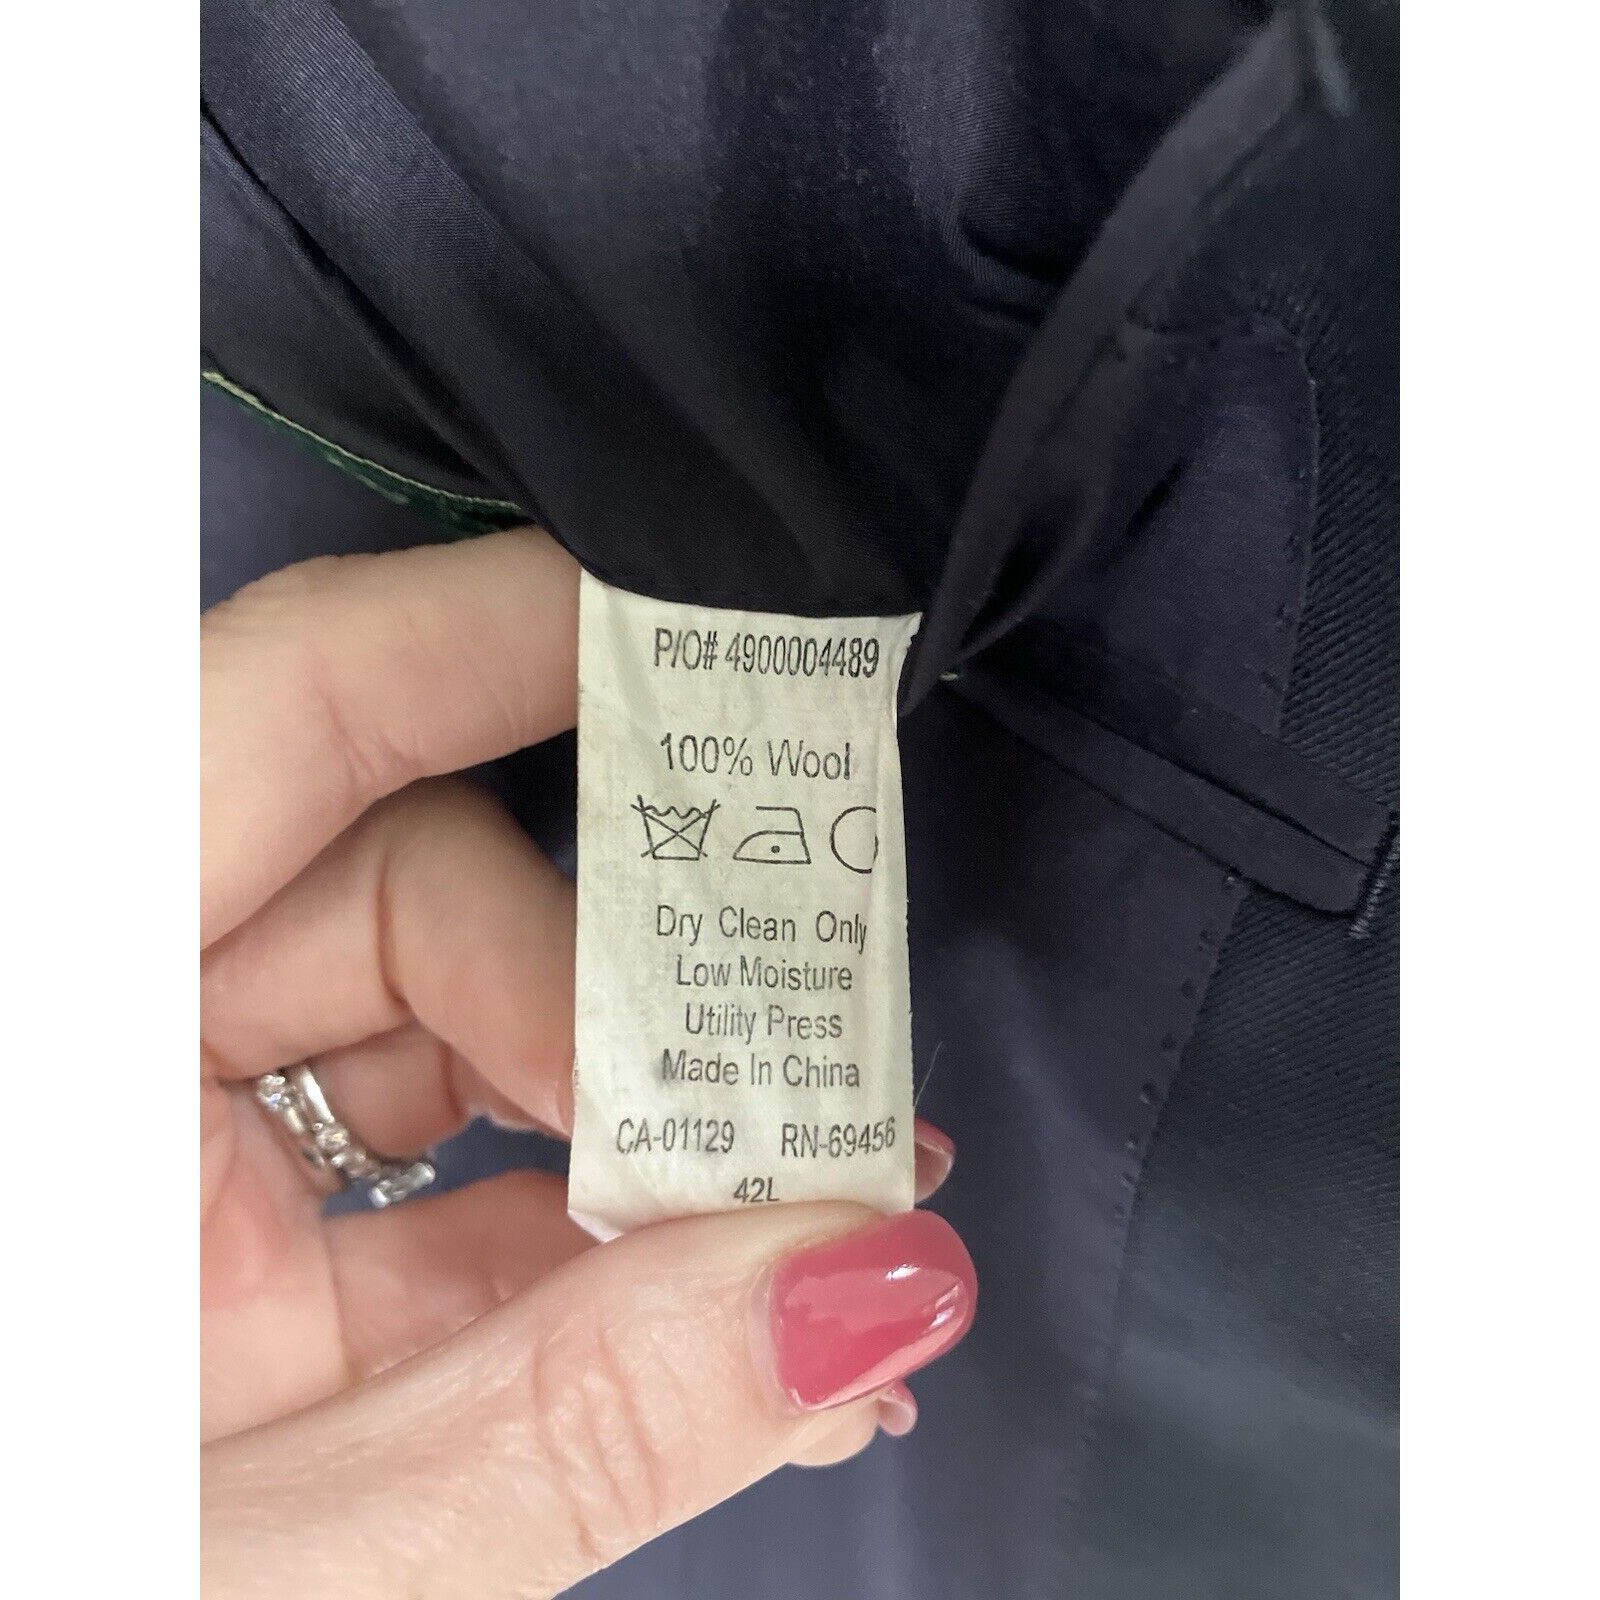 P/O# 4900004489
100% Wool
Dry Clean Only
Low Moisture
Utility Press
Made In China
CA-01129 RN-69456
42L